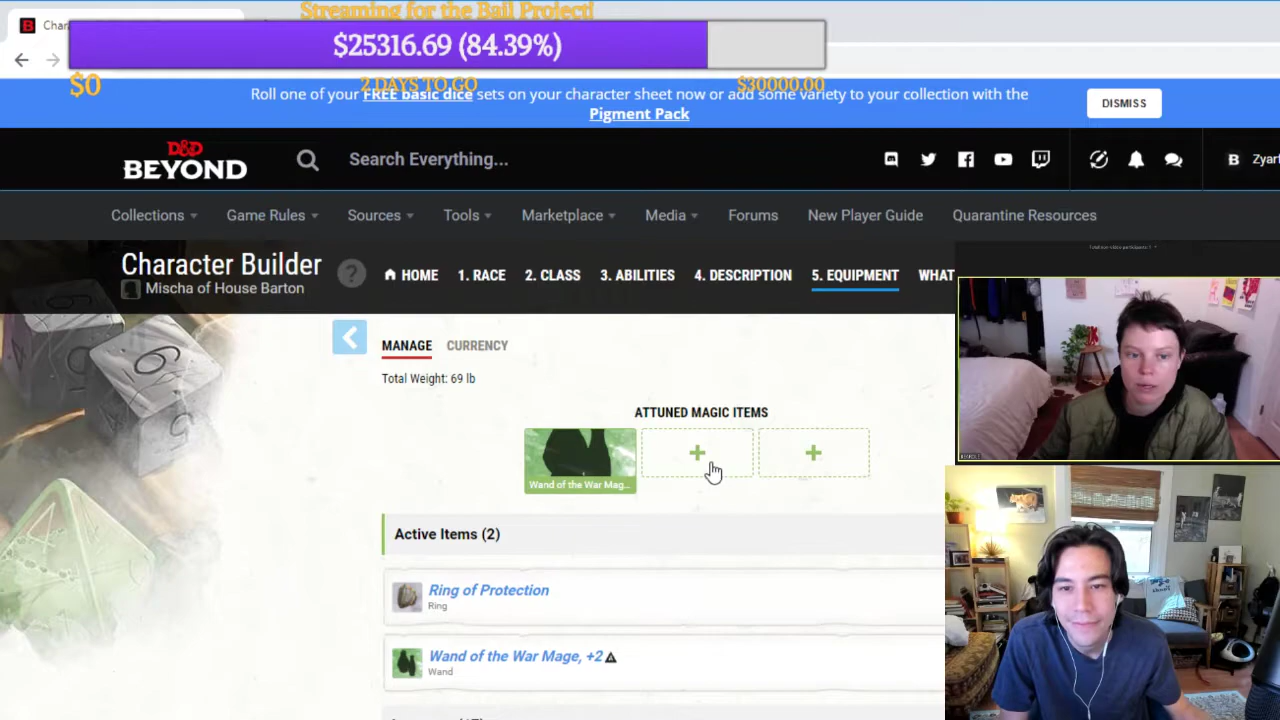 Streaming for the Bail Project!
$25316.69 (84.39%)
$0
2 DAYS TO GO
$30000.00
Roll one of your FREE basic dice sets on your character sheet now or add some variety to your collection with the
Pigment Pack
DISMISS
D&D
BEYOND
Search Everything...
Collections
Game Rules
Sources
Tools
Marketplace
Media
Forums
New Player Guide
Quarantine Resources
Character Builder
?
Mischa of House Barton
HOME
1. RACE
2. CLASS
3. ABILITIES
4. DESCRIPTION
5. EQUIPMENT
WHAT
MANAGE
CURRENCY
Total Weight: 69 lb
ATTUNED MAGIC ITEMS
Wand of the War Mag...
Active Items (2)
Ring of Protection
Ring
Wand of the War Mage, +2
Wand